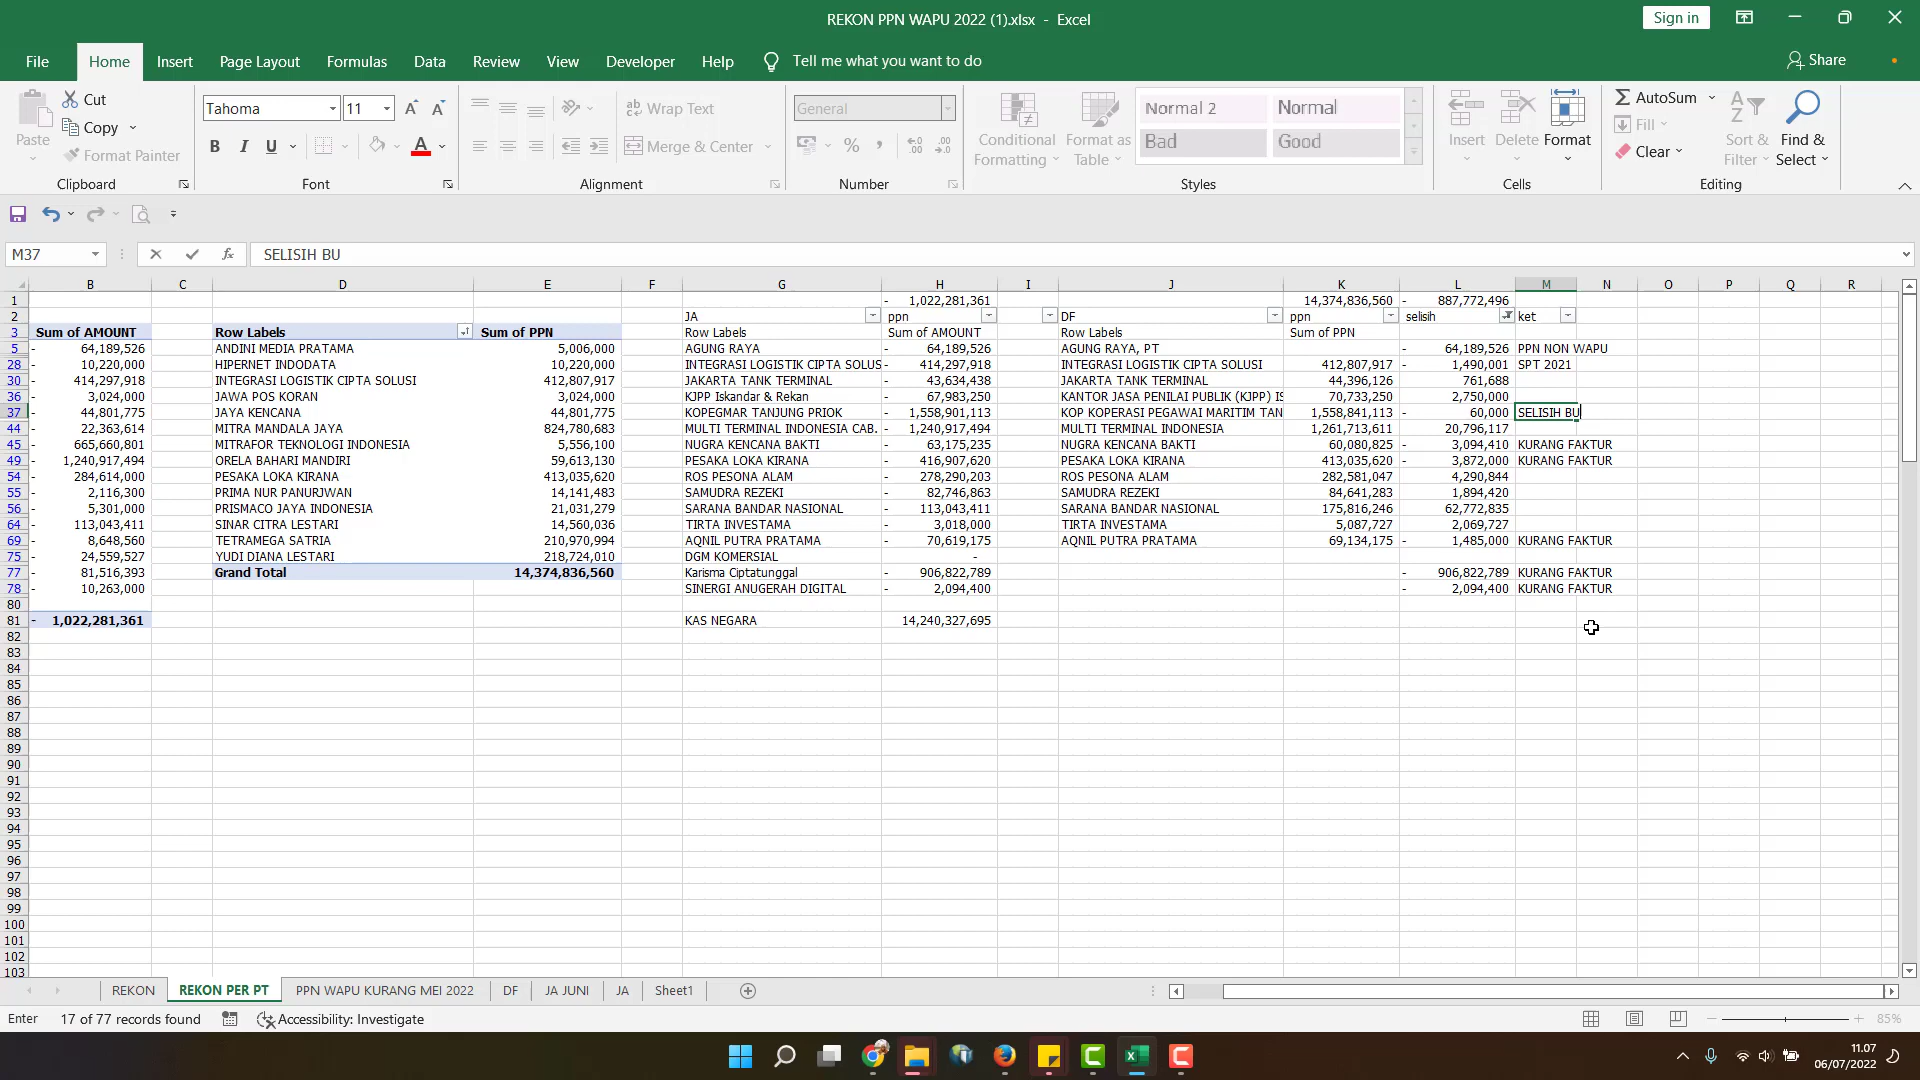 REKON PPN WAPU 2022 (1).xlsx - Excel
Sign in
File Home Insert Page Layout Formulas Data Review View Developer Help Tell me what you want to do Share
Cut
Copy
Format Painter
Paste
Clipboard
Tahoma 11
B I U
Font
Wrap Text
Merge & Center
Alignment
General
Number
Conditional Formatting
Format as Table
Normal 2 Normal
Bad Good
Styles
Insert Delete Format
Cells
AutoSum
Fill
Clear
Sort & Filter
Find & Select
Editing
M37 fx SELISIH BU
B C D E F G H I J K L M N O P Q R
1 - 1,022,281,361 14,374,836,560 - 887,772,496
2 JA ppn DF ppn selisih ket
3 Sum of AMOUNT Row Labels Sum of PPN Row Labels Sum of AMOUNT Row Labels Sum of PPN
5 - 64,189,526 ANDINI MEDIA PRATAMA 5,006,000 AGUNG RAYA - 64,189,526 AGUNG RAYA, PT - 64,189,526 PPN NON WAPU
28 - 10,220,000 HIPERNET INDODATA 10,220,000 INTEGRASI LOGISTIK CIPTA SOLUS - 414,297,918 INTEGRASI LOGISTIK CIPTA SOLUSI 412,807,917 - 1,490,001 SPT 2021
30 - 414,297,918 INTEGRASI LOGISTIK CIPTA SOLUSI 412,807,917 JAKARTA TANK TERMINAL - 43,634,438 JAKARTA TANK TERMINAL 44,396,126 761,688
36 - 3,024,000 JAWA POS KORAN 3,024,000 KJPP Iskandar & Rekan - 67,983,250 KANTOR JASA PENILAI PUBLIK (KJPP) IS 70,733,250 2,750,000
37 - 44,801,775 JAYA KENCANA 44,801,775 KOPEGMAR TANJUNG PRIOK - 1,558,901,113 KOP KOPERASI PEGAWAI MARITIM TAN 1,558,841,113 - 60,000 SELISIH BU
44 - 22,363,614 MITRA MANDALA JAYA 824,780,683 MULTI TERMINAL INDONESIA CAB. - 1,240,917,494 MULTI TERMINAL INDONESIA 1,261,713,611 20,796,117
45 - 665,660,801 MITRAFOR TEKNOLOGI INDONESIA 5,556,100 NUGRA KENCANA BAKTI - 63,175,235 NUGRA KENCANA BAKTI 60,080,825 - 3,094,410 KURANG FAKTUR
49 - 1,240,917,494 ORELA BAHARI MANDIRI 59,613,130 PESAKA LOKA KIRANA - 416,907,620 PESAKA LOKA KIRANA 413,035,620 - 3,872,000 KURANG FAKTUR
54 - 284,614,000 PESAKA LOKA KIRANA 413,035,620 ROS PESONA ALAM - 278,290,203 ROS PESONA ALAM 282,581,047 4,290,844
55 - 2,116,300 PRIMA NUR PANURJWAN 14,141,483 SAMUDRA REZEKI - 82,746,863 SAMUDRA REZEKI 84,641,283 1,894,420
56 - 5,301,000 PRISMACO JAYA INDONESIA 21,031,279 SARANA BANDAR NASIONAL - 113,043,411 SARANA BANDAR NASIONAL 175,816,246 62,772,835
64 - 113,043,411 SINAR CITRA LESTARI 14,560,036 TIRTA INVESTAMA - 3,018,000 TIRTA INVESTAMA 5,087,727 2,069,727
69 - 8,648,560 TETRAMEGA SATRIA 210,970,994 AQNIL PUTRA PRATAMA - 70,619,175 AQNIL PUTRA PRATAMA 69,134,175 - 1,485,000 KURANG FAKTUR
75 - 24,559,527 YUDI DIANA LESTARI 218,724,010 DGM KOMERSIAL -
77 - 81,516,393 Grand Total 14,374,836,560 Karisma Ciptatunggal - 906,822,789 - 906,822,789 KURANG FAKTUR
78 - 10,263,000 SINERGI ANUGERAH DIGITAL - 2,094,400 - 2,094,400 KURANG FAKTUR
80
81 - 1,022,281,361 KAS NEGARA 14,240,327,695
82
83
84
85
86
87
88
89
90
91
92
93
94
95
96
97
98
99
100
101
102
103
REKON REKON PER PT PPN WAPU KURANG MEI 2022 DF JA JUNI JA Sheet1
Enter 17 of 77 records found Accessibility: Investigate 85%
11.07
06/07/2022